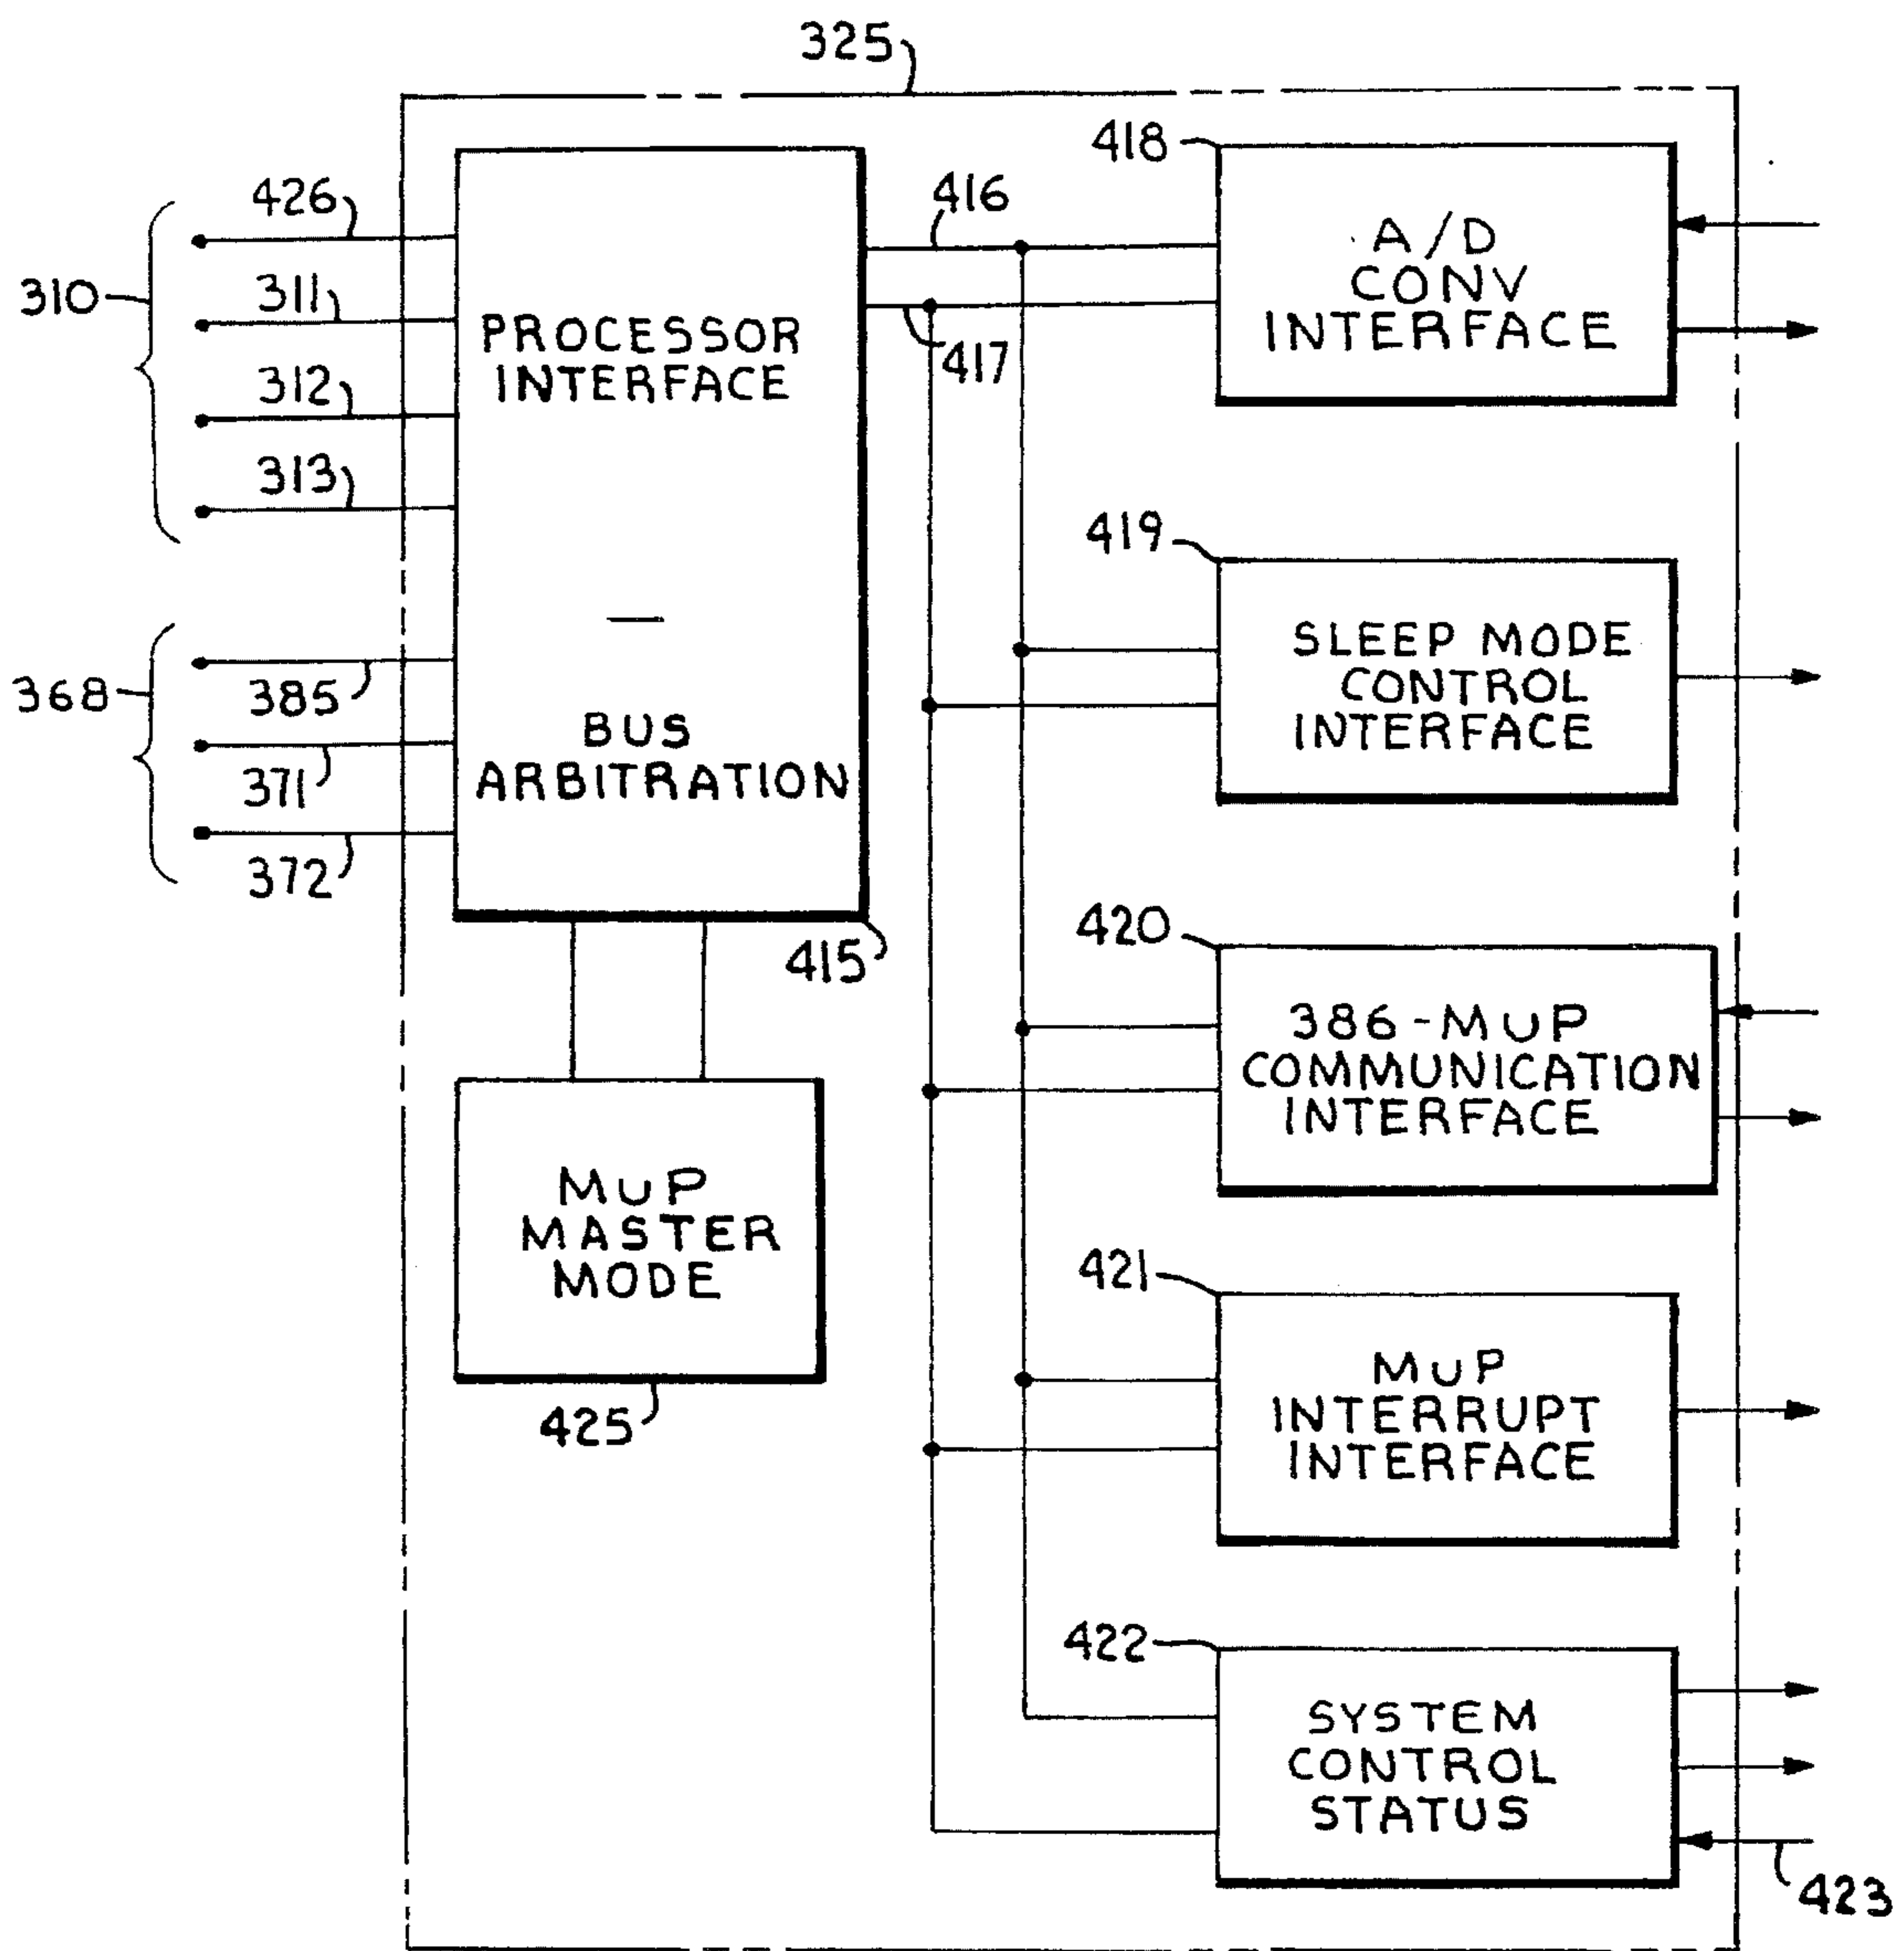 325
418
426
416
A/D
CONV
INTERFACE
310
311
PROCESSOR
INTERFACE
417
312
313
419
SLEEP MODE
CONTROL
INTERFACE
368
385
BUS
ARBITRATION
371
372
415
420
386-MUP
COMMUNICATION
INTERFACE
MUP
MASTER
MODE
425
421
MUP
INTERRUPT
INTERFACE
422
SYSTEM
CONTROL
STATUS
423